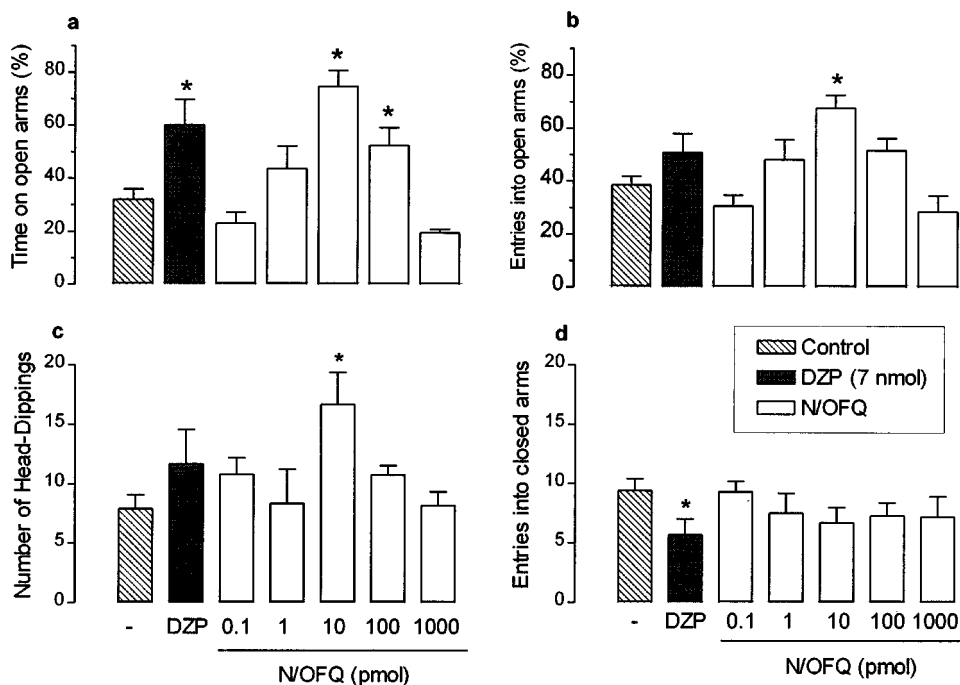 a
Time on open arms (%)
80
60
40
20
0
*
*
*
b
Entries into open arms (%)
80
60
40
20
0
*
c
Number of Head-Dippings
20
15
10
5
0
*
- DZP 0.1 1 10 100 1000
N/OFQ (pmol)
d
Control
DZP (7 nmol)
N/OFQ
Entries into closed arms
20
15
10
5
0
*
- DZP 0.1 1 10 100 1000
N/OFQ (pmol)